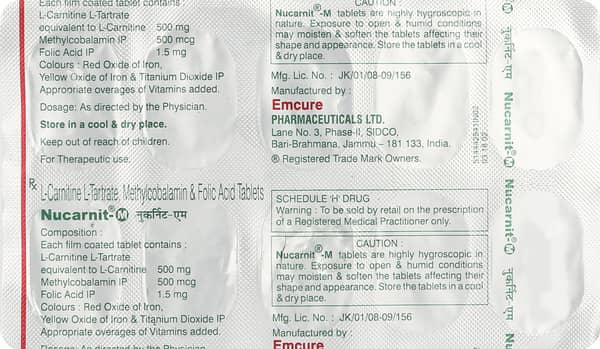 Each film coated tablet contains :
L-Carnitine L-Tartrate
equivalent to L-Carnitine 500 mg
Methylcobalamin IP 500 mcg
Folic Acid IP 1.5 mg
Colours : Red Oxide of Iron,
Yellow Oxide of Iron & Titanium Dioxide IP
Appropriate overages of Vitamins added.
Dosage: As directed by the Physician.
Store in a cool & dry place.
Keep out of reach of children.
For Therapeutic use.
CAUTION :
Nucarnit®-M tablets are highly hygroscopic in
nature. Exposure to open & humid conditions
may moisten & soften the tablets affecting their
shape and appearance. Store the tablets in a cool
& dry place.
Mfg. Lic. No. : JK/01/08-09/156
Manufactured by :
Emcure
PHARMACEUTICALS LTD.
Lane No. 3, Phase-II, SIDCO,
Bari-Brahmana, Jammu - 181 133, India.
® Registered Trade Mark Owners.
Rx
L-Carnitine L-Tartrate, Methylcobalamin & Folic Acid Tablets
Nucarnit®-M नुकर्निट-एम
Composition :
Each film coated tablet contains :
L-Carnitine L-Tartrate
equivalent to L-Carnitine 500 mg
Methylcobalamin IP 500 mcg
Folic Acid IP 1.5 mg
Colours : Red Oxide of Iron,
Yellow Oxide of Iron & Titanium Dioxide IP
Appropriate overages of Vitamins added.
Dosage: As directed by the Physician.
SCHEDULE 'H' DRUG
Warning : To be sold by retail on the prescription
of a Registered Medical Practitioner only.
CAUTION :
Nucarnit®-M tablets are highly hygroscopic in
nature. Exposure to open & humid conditions
may moisten & soften the tablets affecting their
shape and appearance. Store the tablets in a cool
& dry place.
Mfg. Lic. No. : JK/01/08-09/156
Manufactured by :
Emcure
Nucarnit®-M नुकर्निट-एम
Nucarnit®-M नुकर्निट-एम